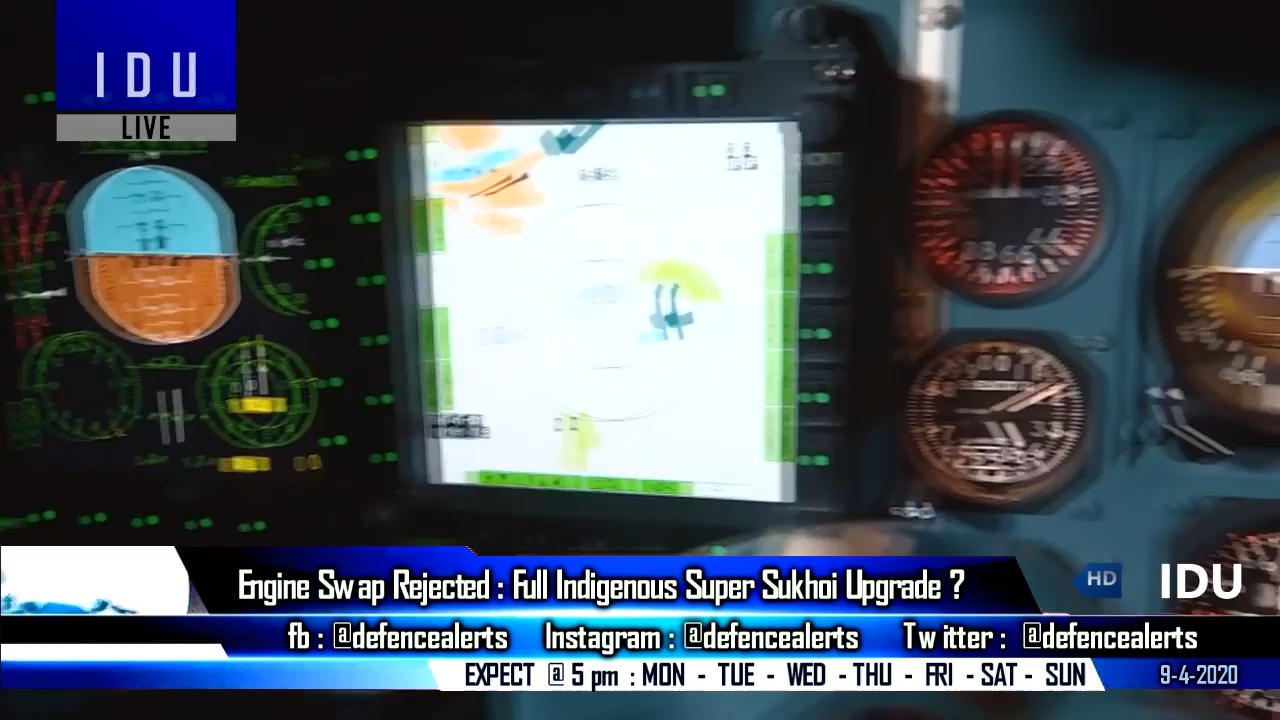 IDU
LIVE
Engine Swap Rejected : Full Indigenous Super Sukhoi Upgrade ?
HD IDU
fb : @defencealerts Instagram : @defencealerts Twitter : @defencealerts
EXPECT @ 5 pm : MON - TUE - WED - THU - FRI - SAT - SUN 9-4-2020